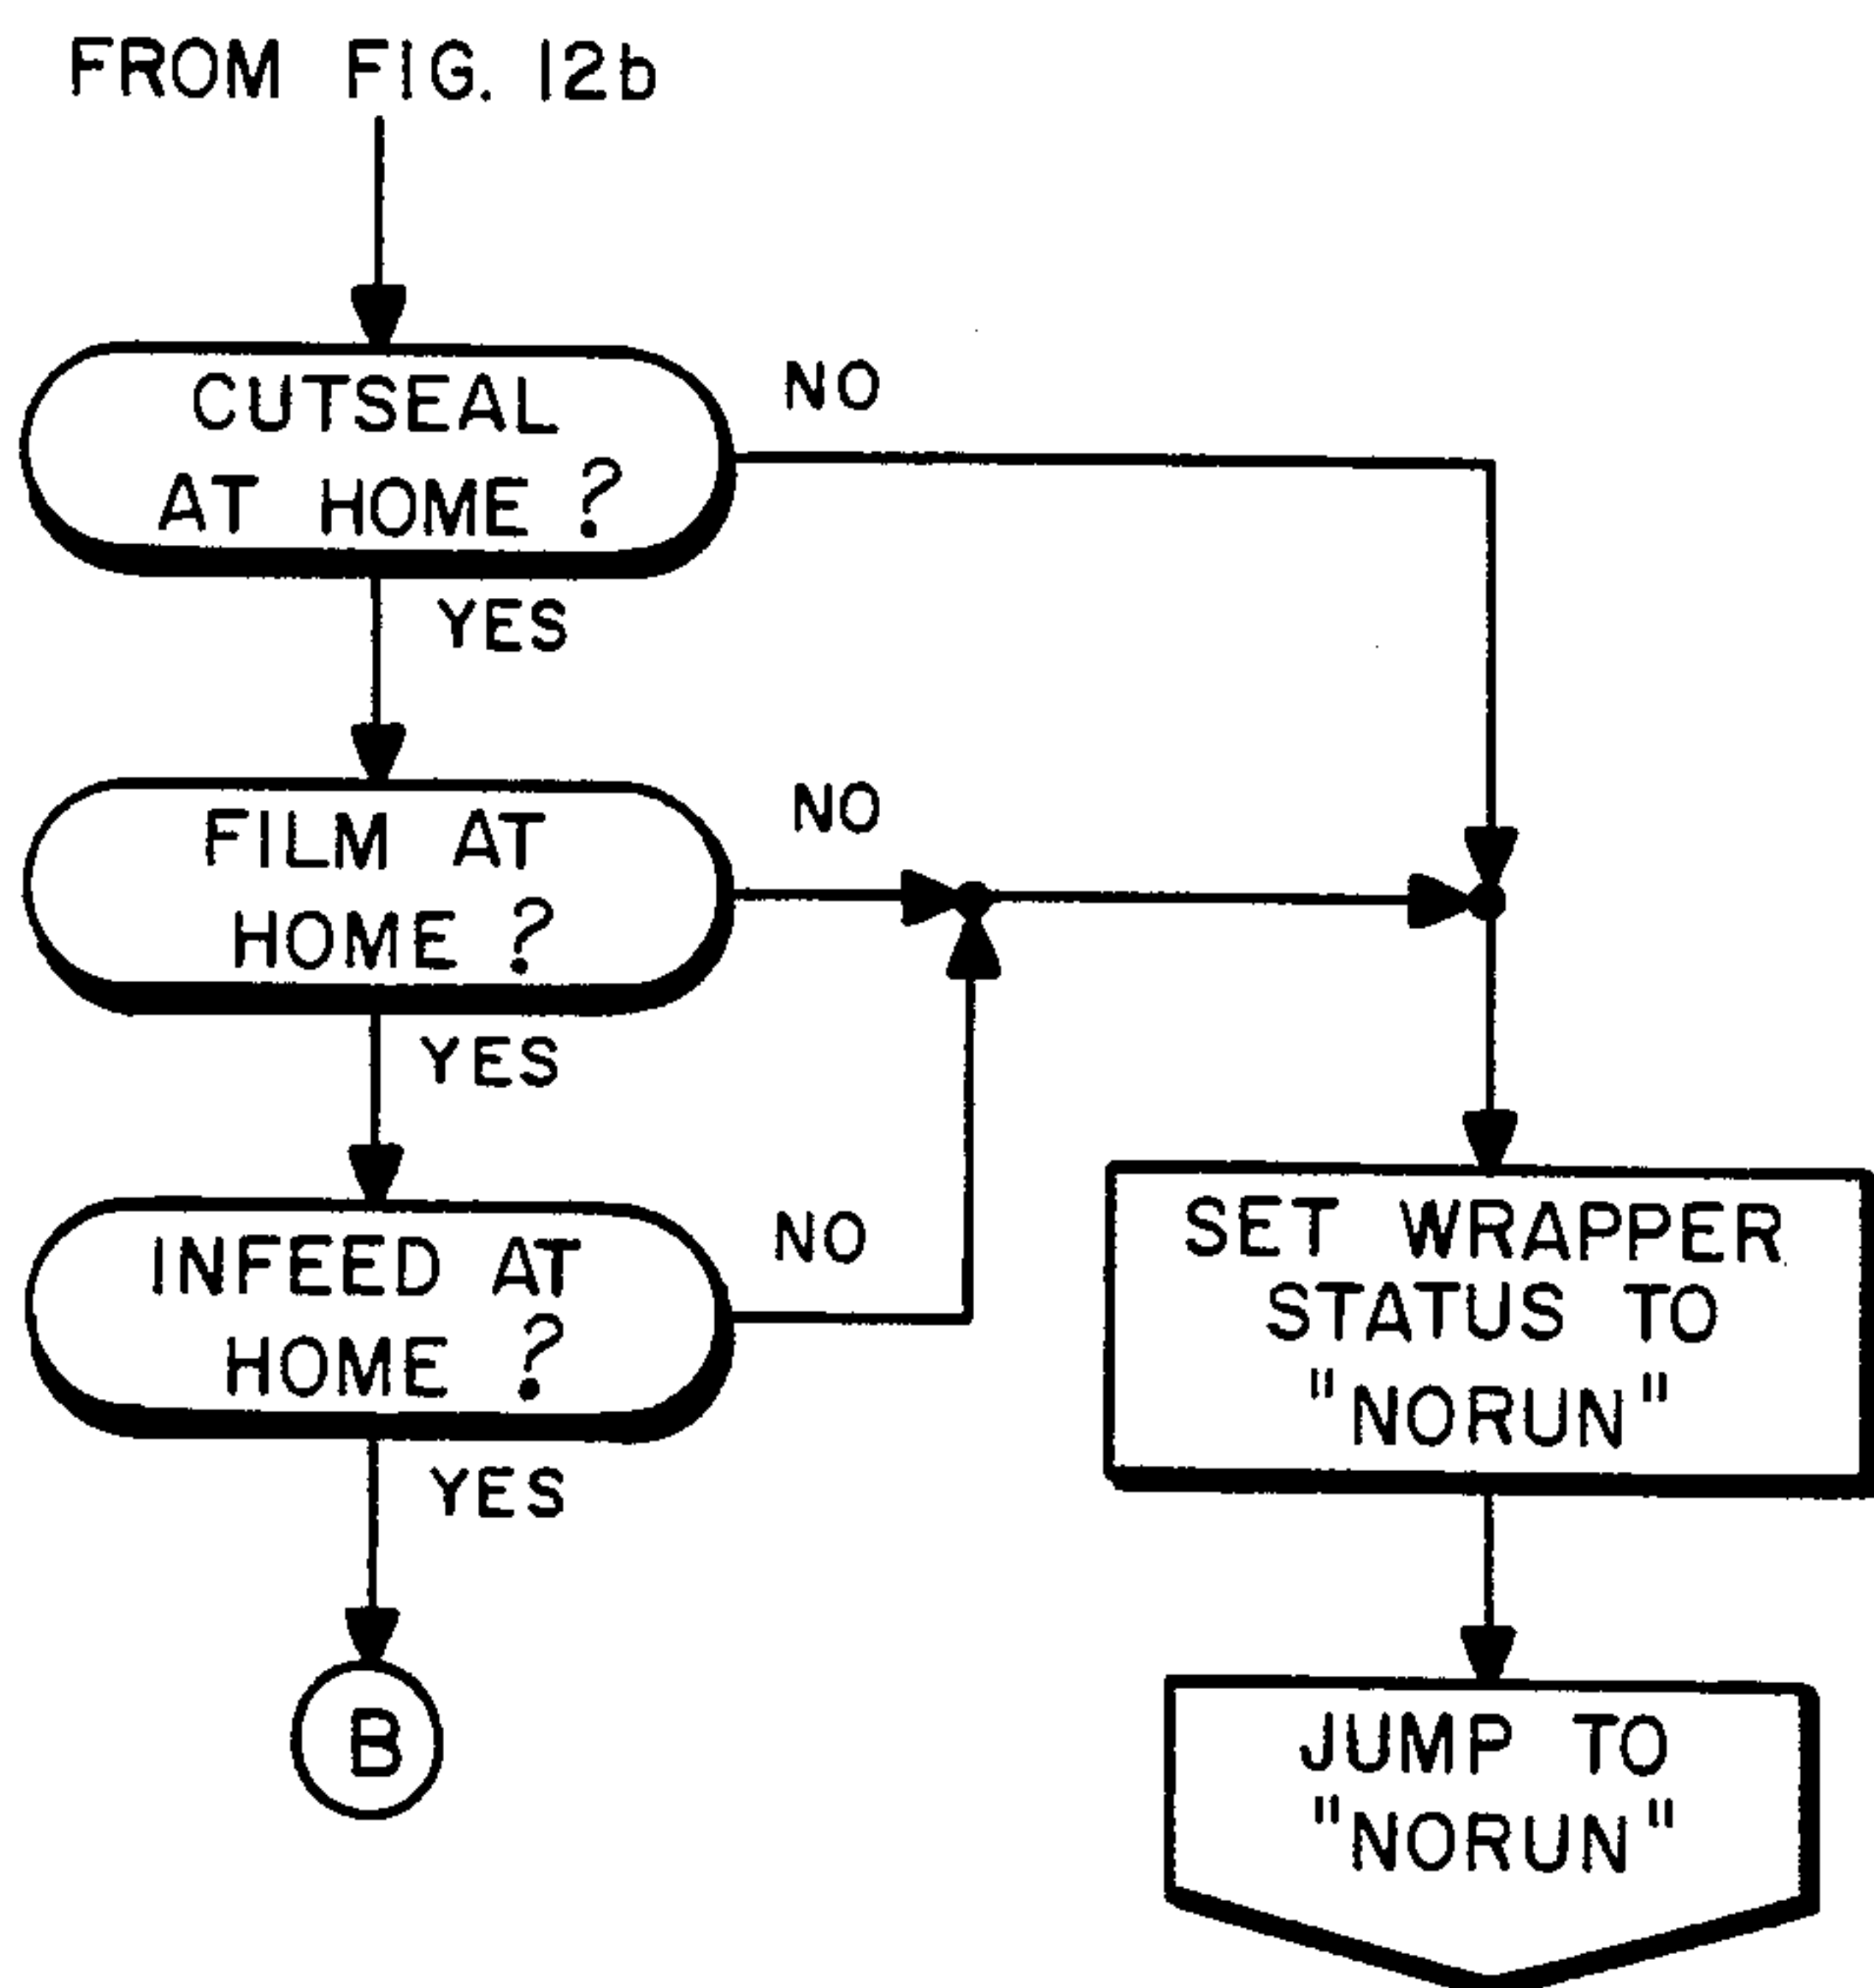 FROM FIG. 12b
CUTSEAL
AT HOME ?
NO
YES
FILM AT
HOME ?
NO
YES
INFEED AT
HOME ?
NO
YES
B
SET WRAPPER
STATUS TO
"NORUN"
JUMP TO
"NORUN"